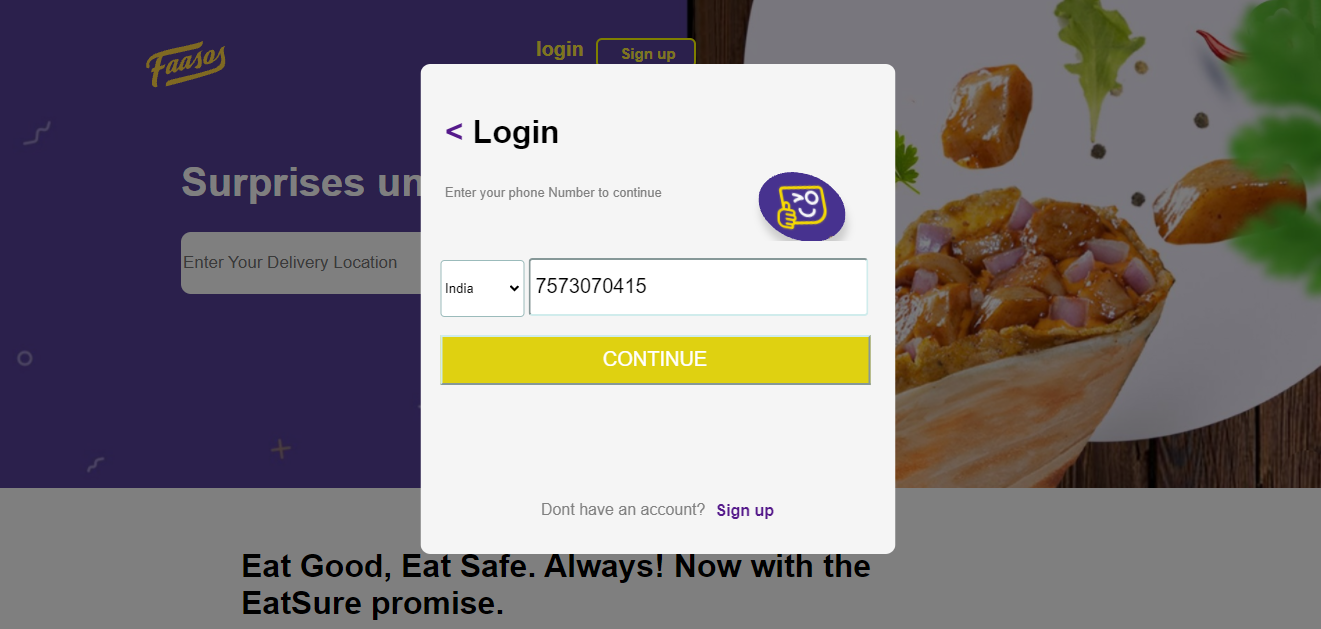 Faasos
login
Sign up
< Login
Surprises un
Enter your phone Number to continue
Enter Your Delivery Location
India
7573070415
CONTINUE
Dont have an account? Sign up
Eat Good, Eat Safe. Always! Now with the
EatSure promise.